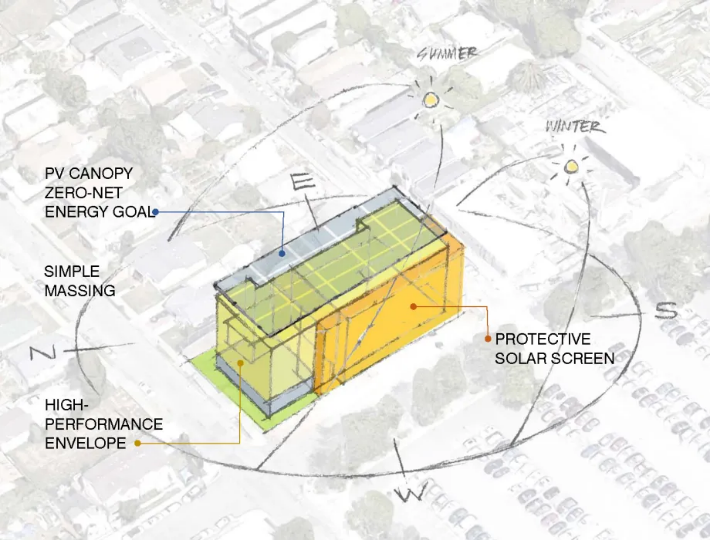 SUMMER
WINTER
PV CANOPY
ZERO-NET
ENERGY GOAL
E
SIMPLE
MASSING
S
N
PROTECTIVE
SOLAR SCREEN
HIGH-
PERFORMANCE
ENVELOPE
W